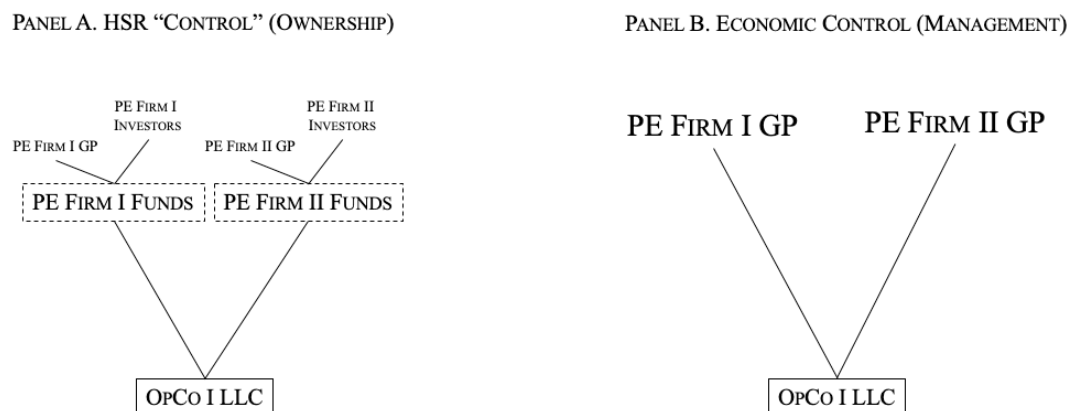 PANEL A. HSR “CONTROL” (OWNERSHIP)
PANEL B. ECONOMIC CONTROL (MANAGEMENT)
PE FIRM I
INVESTORS
PE FIRM II
INVESTORS
PE FIRM I GP
PE FIRM II GP
PE FIRM I FUNDS
PE FIRM II FUNDS
OPCO I LLC
PE FIRM I GP
PE FIRM II GP
OPCO I LLC